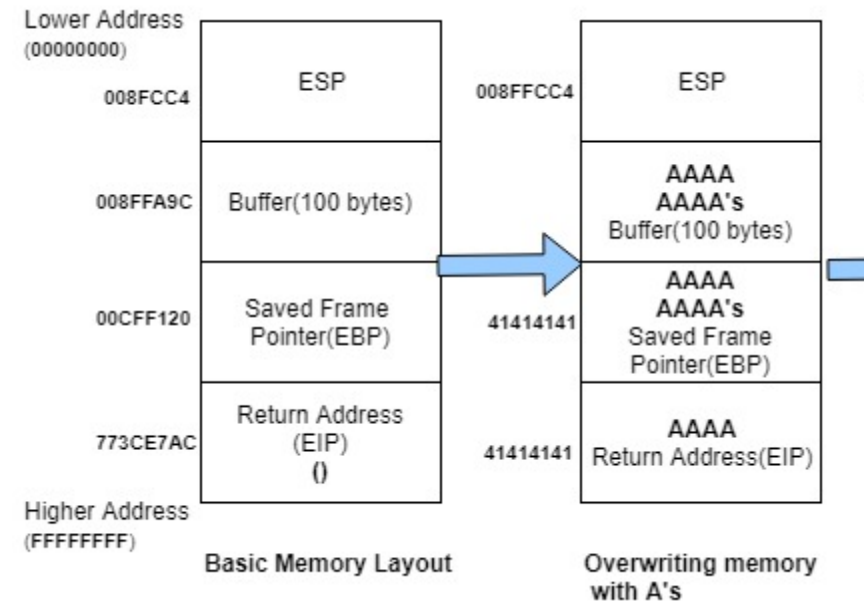 Lower Address
(00000000)
008FCC4
ESP
008FFA9C
Buffer(100 bytes)
00CFF120
Saved Frame
Pointer(EBP)
773CE7AC
Return Address
(EIP)
()
Higher Address
(FFFFFFFF)
Basic Memory Layout
008FFCC4
ESP
AAAA
AAAA's
Buffer(100 bytes)
41414141
AAAA
AAAA's
Saved Frame
Pointer(EBP)
41414141
AAAA
Return Address(EIP)
Overwriting memory
with A's